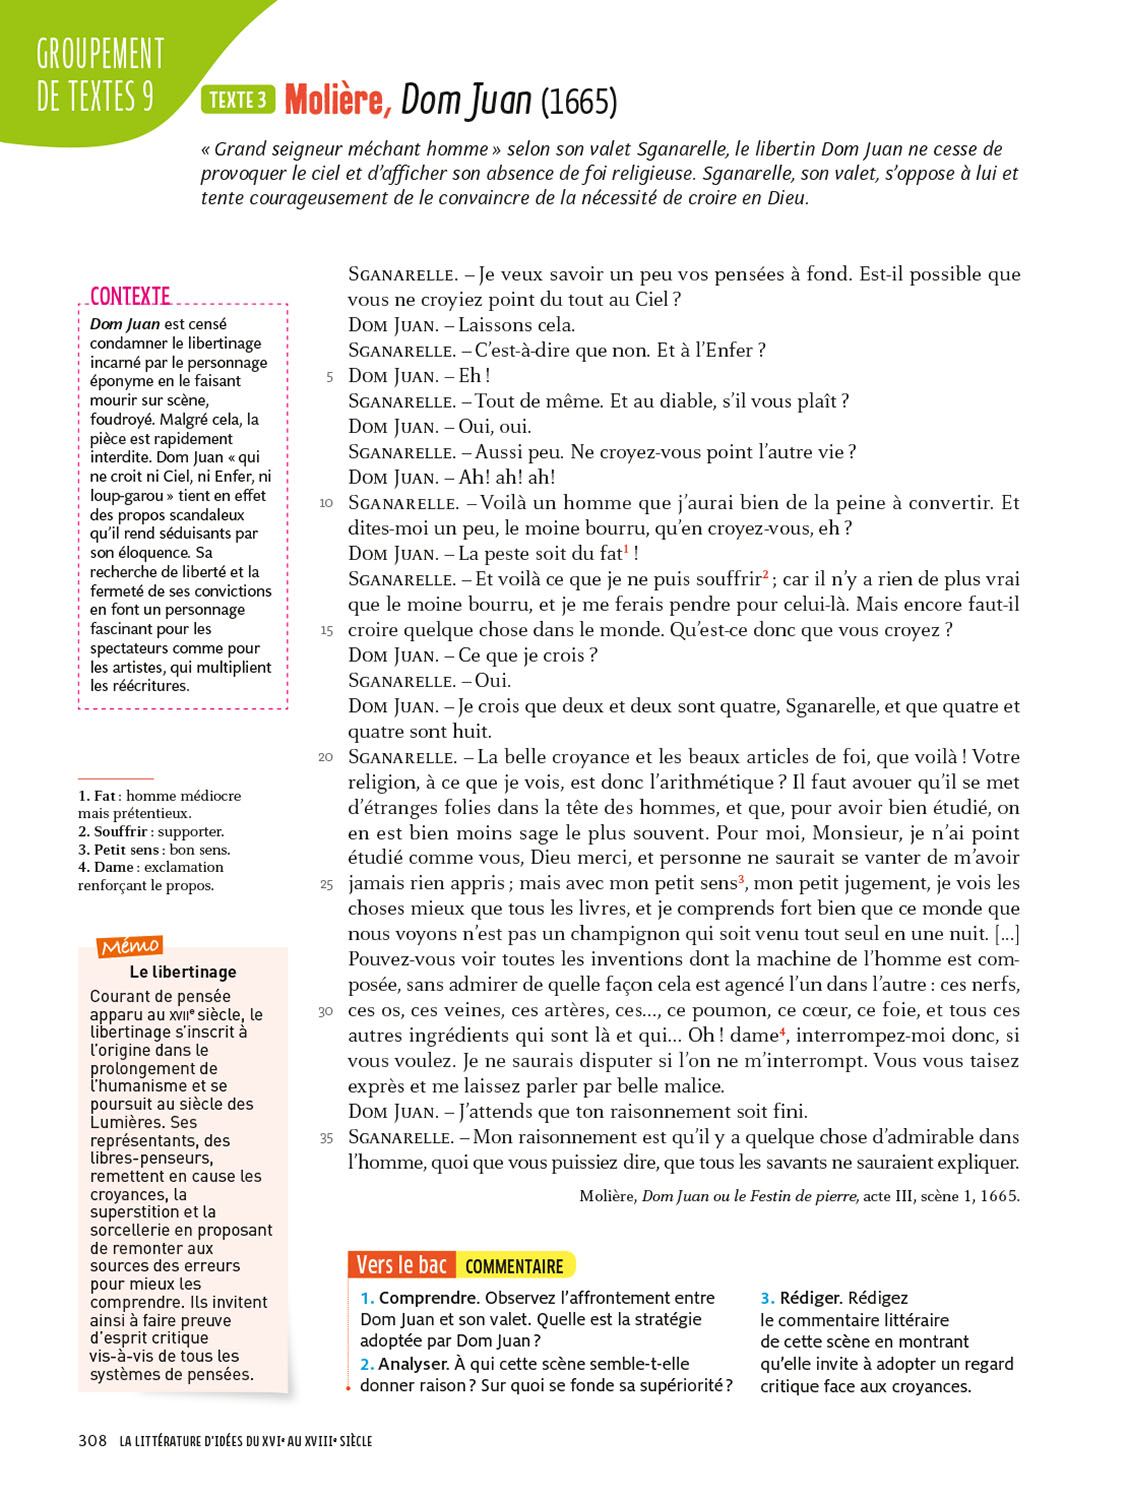 GROUPEMENT
DE TEXTES 9
TEXTE 3 Molière, Dom Juan (1665)
« Grand seigneur méchant homme » selon son valet Sganarelle, le libertin Dom Juan ne cesse de
provoquer le ciel et d'afficher son absence de foi religieuse. Sganarelle, son valet, s'oppose à lui et
tente courageusement de le convaincre de la nécessité de croire en Dieu.
CONTEXTE
Dom Juan est censé
condamner le libertinage
incarné par le personnage
éponyme en le faisant
mourir sur scène,
foudroyé. Malgré cela, la
pièce est rapidement
interdite. Dom Juan « qui
ne croit ni Ciel, ni Enfer, ni
loup-garou » tient en effet
des propos scandaleux
qu'il rend séduisants par
son éloquence. Sa
recherche de liberté et la
fermeté de ses convictions
en font un personnage
fascinant pour les
spectateurs comme pour
les artistes, qui multiplient
les réécritures.
1. Fat : homme médiocre
mais prétentieux.
2. Souffrir : supporter.
3. Petit sens : bon sens.
4. Dame : exclamation
renforçant le propos.
Mémo
Le libertinage
Courant de pensée
apparu au XVIIe siècle, le
libertinage s'inscrit à
l'origine dans le
prolongement de
l'humanisme et se
poursuit au siècle des
Lumières. Ses
représentants, des
libres-penseurs,
remettent en cause les
croyances, la
superstition et la
sorcellerie en proposant
de remonter aux
sources des erreurs
pour mieux les
comprendre. Ils invitent
ainsi à faire preuve
d'esprit critique
vis-à-vis de tous les
systèmes de pensées.
SGANARELLE. – Je veux savoir un peu vos pensées à fond. Est-il possible que
vous ne croyiez point du tout au Ciel ?
DOM JUAN. – Laissons cela.
SGANARELLE. – C'est-à-dire que non. Et à l'Enfer ?
5 DOM JUAN. – Eh !
SGANARELLE. – Tout de même. Et au diable, s'il vous plaît ?
DOM JUAN. – Oui, oui.
SGANARELLE. – Aussi peu. Ne croyez-vous point l'autre vie ?
DOM JUAN. – Ah! ah! ah!
10 SGANARELLE. – Voilà un homme que j'aurai bien de la peine à convertir. Et
dites-moi un peu, le moine bourru, qu'en croyez-vous, eh ?
DOM JUAN. – La peste soit du fat1 !
SGANARELLE. – Et voilà ce que je ne puis souffrir2 ; car il n'y a rien de plus vrai
que le moine bourru, et je me ferais pendre pour celui-là. Mais encore faut-il
15 croire quelque chose dans le monde. Qu'est-ce donc que vous croyez ?
DOM JUAN. – Ce que je crois ?
SGANARELLE. – Oui.
DOM JUAN. – Je crois que deux et deux sont quatre, Sganarelle, et que quatre et
quatre sont huit.
20 SGANARELLE. – La belle croyance et les beaux articles de foi, que voilà ! Votre
religion, à ce que je vois, est donc l'arithmétique ? Il faut avouer qu'il se met
d'étranges folies dans la tête des hommes, et que, pour avoir bien étudié, on
en est bien moins sage le plus souvent. Pour moi, Monsieur, je n'ai point
étudié comme vous, Dieu merci, et personne ne saurait se vanter de m'avoir
25 jamais rien appris ; mais avec mon petit sens3, mon petit jugement, je vois les
choses mieux que tous les livres, et je comprends fort bien que ce monde que
nous voyons n'est pas un champignon qui soit venu tout seul en une nuit. [...]
Pouvez-vous voir toutes les inventions dont la machine de l'homme est com-
posée, sans admirer de quelle façon cela est agencé l'un dans l'autre : ces nerfs,
30 ces os, ces veines, ces artères, ces..., ce poumon, ce cœur, ce foie, et tous ces
autres ingrédients qui sont là et qui... Oh ! dame4, interrompez-moi donc, si
vous voulez. Je ne saurais disputer si l'on ne m'interrompt. Vous vous taisez
exprès et me laissez parler par belle malice.
DOM JUAN. – J'attends que ton raisonnement soit fini.
35 SGANARELLE. – Mon raisonnement est qu'il y a quelque chose d'admirable dans
l'homme, quoi que vous puissiez dire, que tous les savants ne sauraient expliquer.
Molière, Dom Juan ou le Festin de pierre, acte III, scène 1, 1665.
Vers le bac COMMENTAIRE
1. Comprendre. Observez l'affrontement entre
Dom Juan et son valet. Quelle est la stratégie
adoptée par Dom Juan ?
2. Analyser. À qui cette scène semble-t-elle
donner raison ? Sur quoi se fonde sa supériorité ?
3. Rédiger. Rédigez
le commentaire littéraire
de cette scène en montrant
qu'elle invite à adopter un regard
critique face aux croyances.
308 LA LITTÉRATURE D'IDÉES DU XVIe AU XVIIIe SIÈCLE